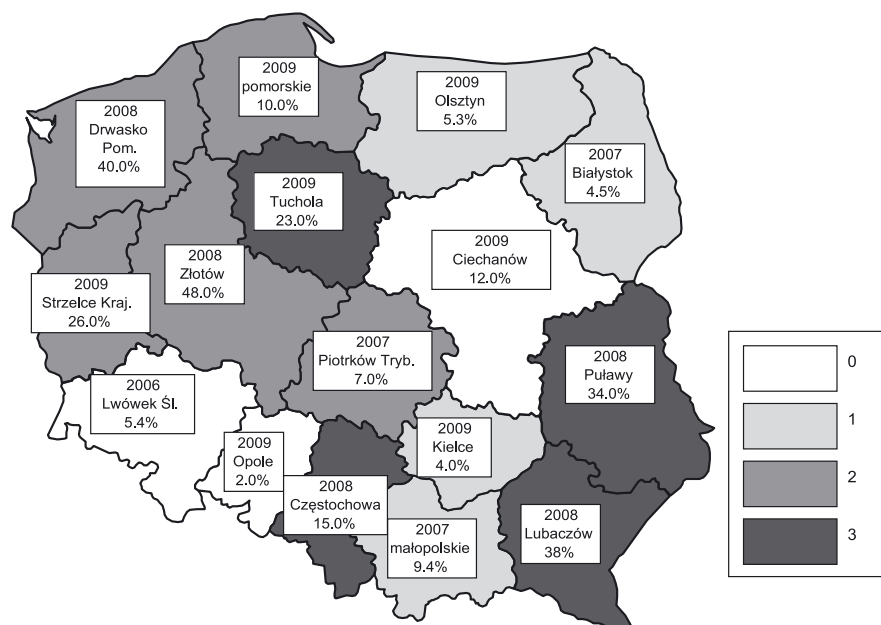 2009
pomorskie
10.0%
2009
Olsztyn
5.3%
2008
Drwasko
Pom.
40.0%
2007
Białystok
4.5%
2009
Tuchola
23.0%
2009
Ciechanów
12.0%
2008
Złotów
48.0%
2009
Strzelce Kraj.
26.0%
2007
Piotrków Tryb.
7.0%
2008
Puławy
34.0%
2006
Lwówek Śl.
5.4%
2009
Kielce
4.0%
2009
Opole
2.0%
2008
Częstochowa
15.0%
2008
Lubaczów
38%
2007
małopolskie
9.4%
0
1
2
3